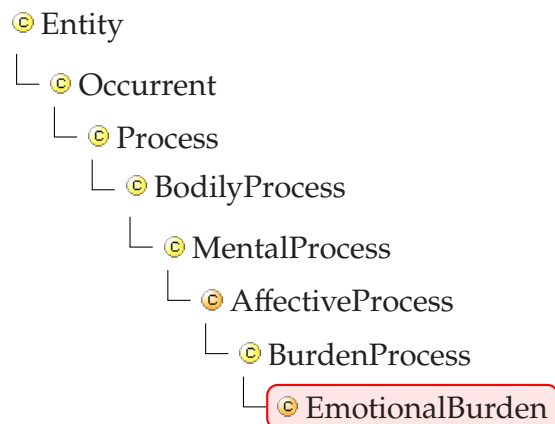 © Entity
© Occurrent
© Process
© BodilyProcess
© MentalProcess
© AffectiveProcess
© BurdenProcess
© EmotionalBurden